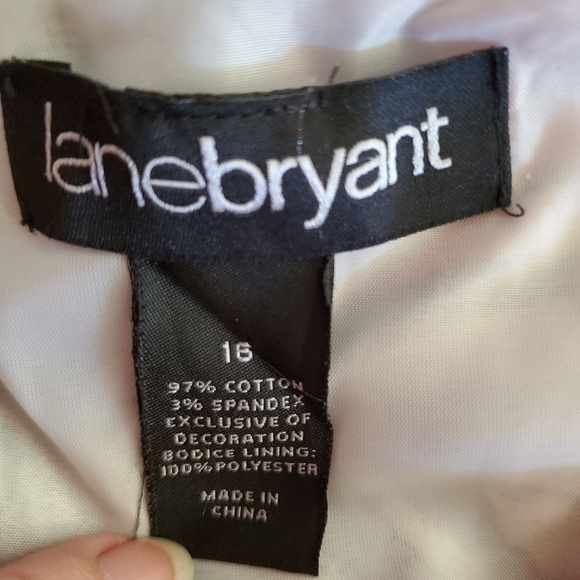 lanebryant
16
97% COTTON
3% SPANDEX
EXCLUSIVE OF
DECORATION
BODICE LINING:
100% POLYESTER
MADE IN
CHINA